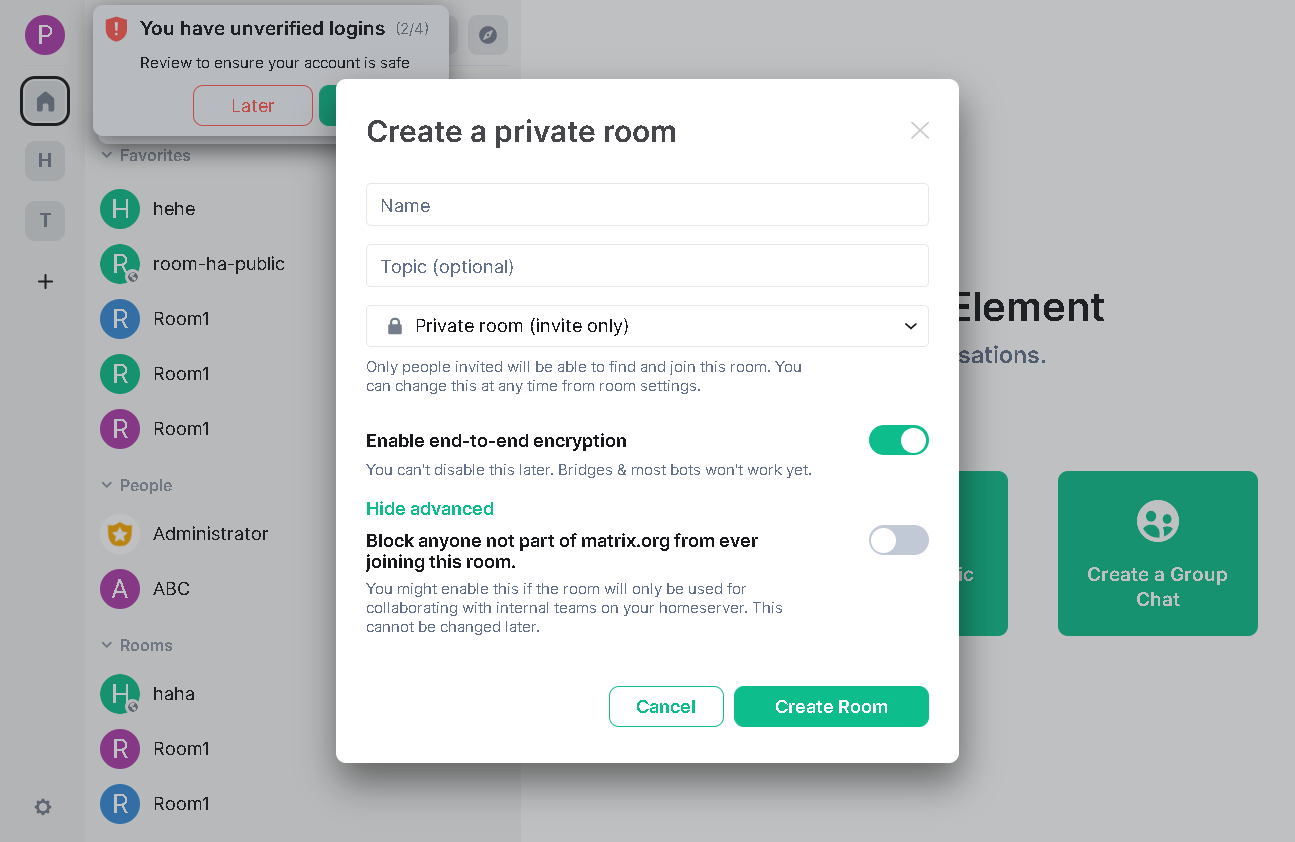 P
You have unverified logins (2/4)
Review to ensure your account is safe
Later
H
T
Favorites
H hehe
R room-ha-public
R Room1
R Room1
R Room1
People
Administrator
A ABC
Rooms
H haha
R Room1
R Room1
Create a private room
Name
Topic (optional)
Private room (invite only)
Only people invited will be able to find and join this room. You
can change this at any time from room settings.
Enable end-to-end encryption
You can't disable this later. Bridges & most bots won't work yet.
Hide advanced
Block anyone not part of matrix.org from ever
joining this room.
You might enable this if the room will only be used for
collaborating with internal teams on your homeserver. This
cannot be changed later.
Cancel
Create Room
Element
sations.
ic
Create a Group
Chat